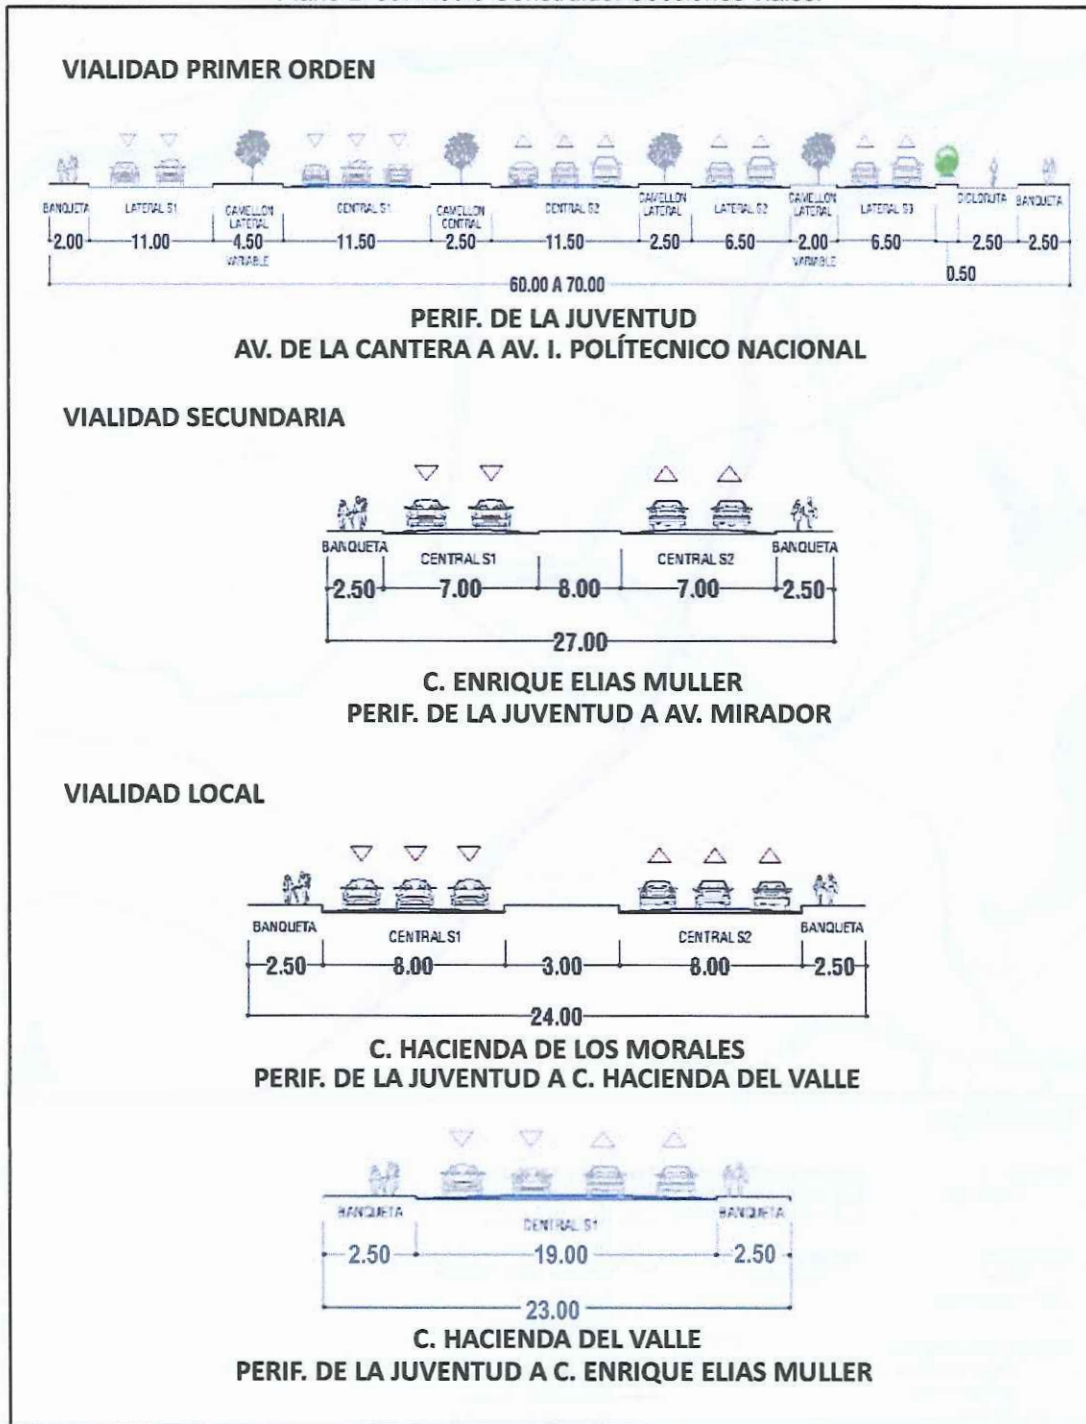 VIALIDAD PRIMER ORDEN
BANQUETA LATERAL S1 CAMELLON LATERAL CENTRAL S1 CAMELLON CENTRAL CENTRAL S2 CAMELLON LATERAL LATERAL S2 CAMELLON LATERAL LATERAL S3 CICLORUTA BANQUETA
2.00 11.00 4.50 11.50 2.50 11.50 2.50 6.50 2.00 6.50 2.50 2.50
VARIABLE VARIABLE 0.50
60.00 A 70.00
PERIF. DE LA JUVENTUD
AV. DE LA CANTERA A AV. I. POLÍTECNICO NACIONAL
VIALIDAD SECUNDARIA
BANQUETA CENTRAL S1 CENTRAL S2 BANQUETA
2.50 7.00 8.00 7.00 2.50
27.00
C. ENRIQUE ELIAS MULLER
PERIF. DE LA JUVENTUD A AV. MIRADOR
VIALIDAD LOCAL
BANQUETA CENTRAL S1 CENTRAL S2 BANQUETA
2.50 8.00 3.00 8.00 2.50
24.00
C. HACIENDA DE LOS MORALES
PERIF. DE LA JUVENTUD A C. HACIENDA DEL VALLE
BANQUETA CENTRAL S1 BANQUETA
2.50 19.00 2.50
23.00
C. HACIENDA DEL VALLE
PERIF. DE LA JUVENTUD A C. ENRIQUE ELIAS MULLER